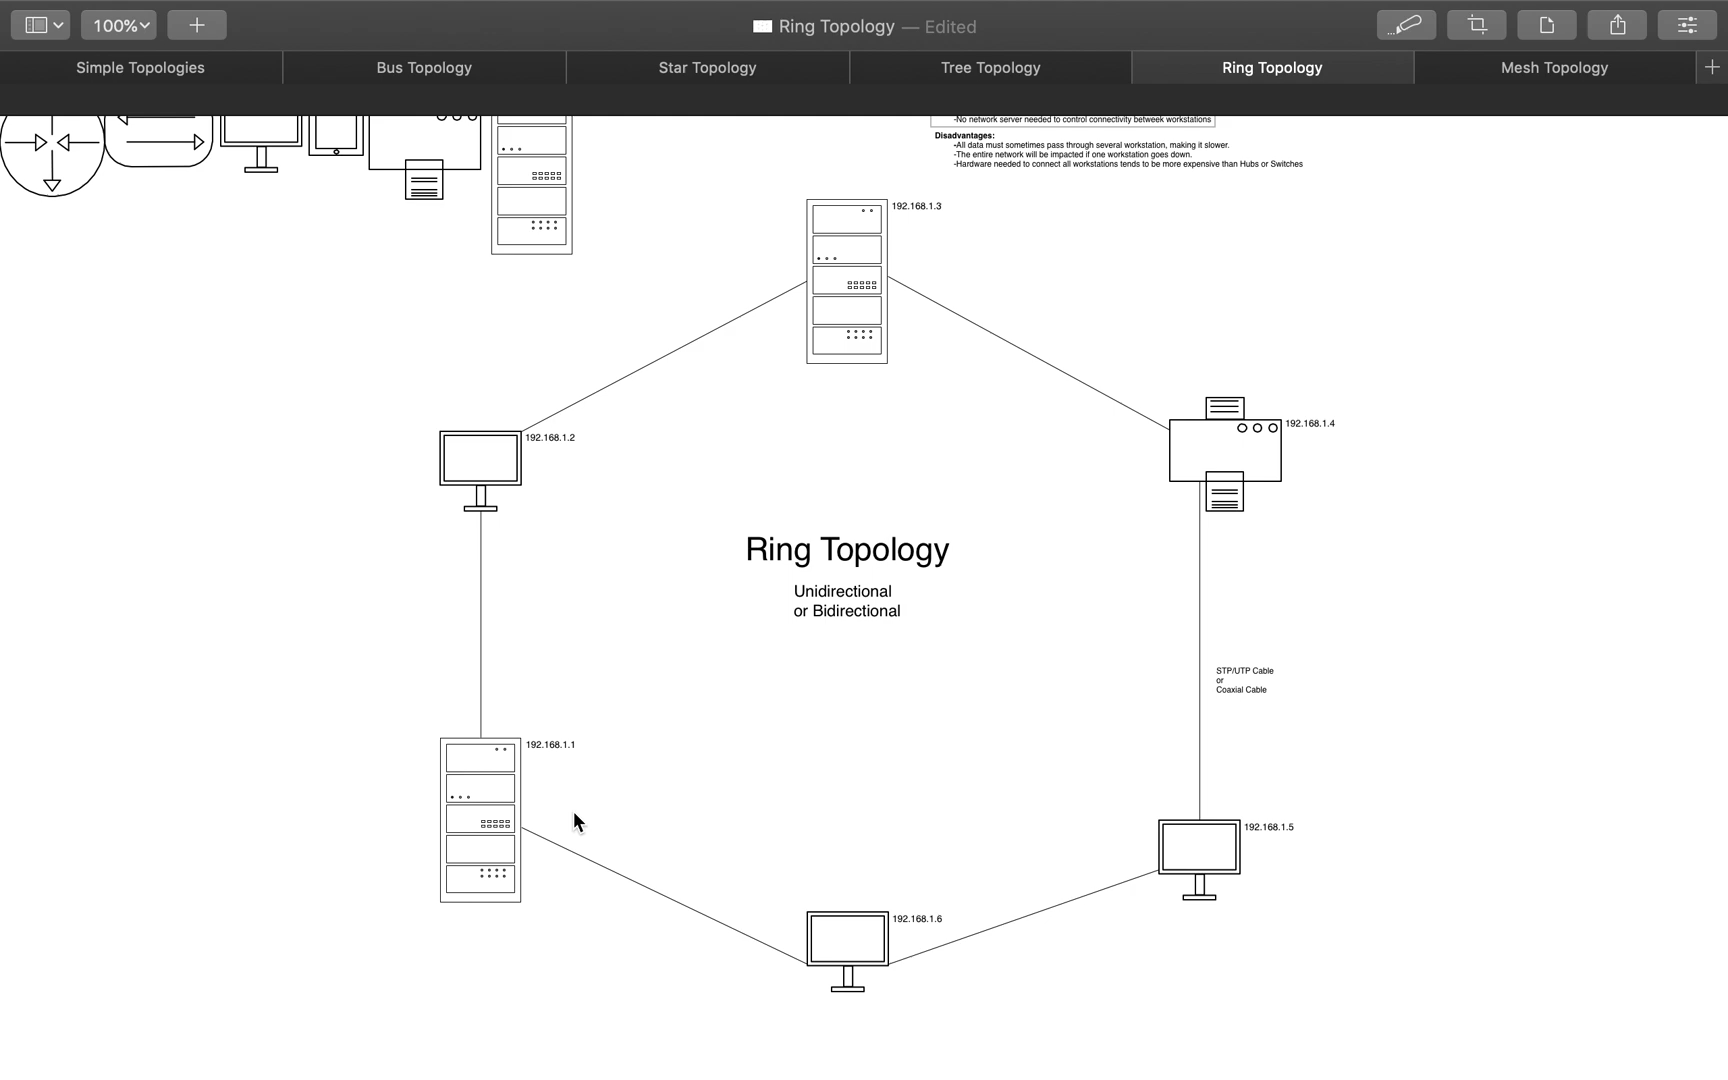 100%
Ring Topology — Edited
Simple Topologies
Bus Topology
Star Topology
Tree Topology
Ring Topology
Mesh Topology
-No network server needed to control connectivity betweek workstations
Disadvantages:
-All data must sometimes pass through several workstation, making it slower.
-The entire network will be impacted if one workstation goes down.
-Hardware needed to connect all workstations tends to be more expensive than Hubs or Switches
192.168.1.3
192.168.1.4
192.168.1.2
Ring Topology
Unidirectional
or Bidirectional
STP/UTP Cable
or
Coaxial Cable
192.168.1.1
192.168.1.5
192.168.1.6